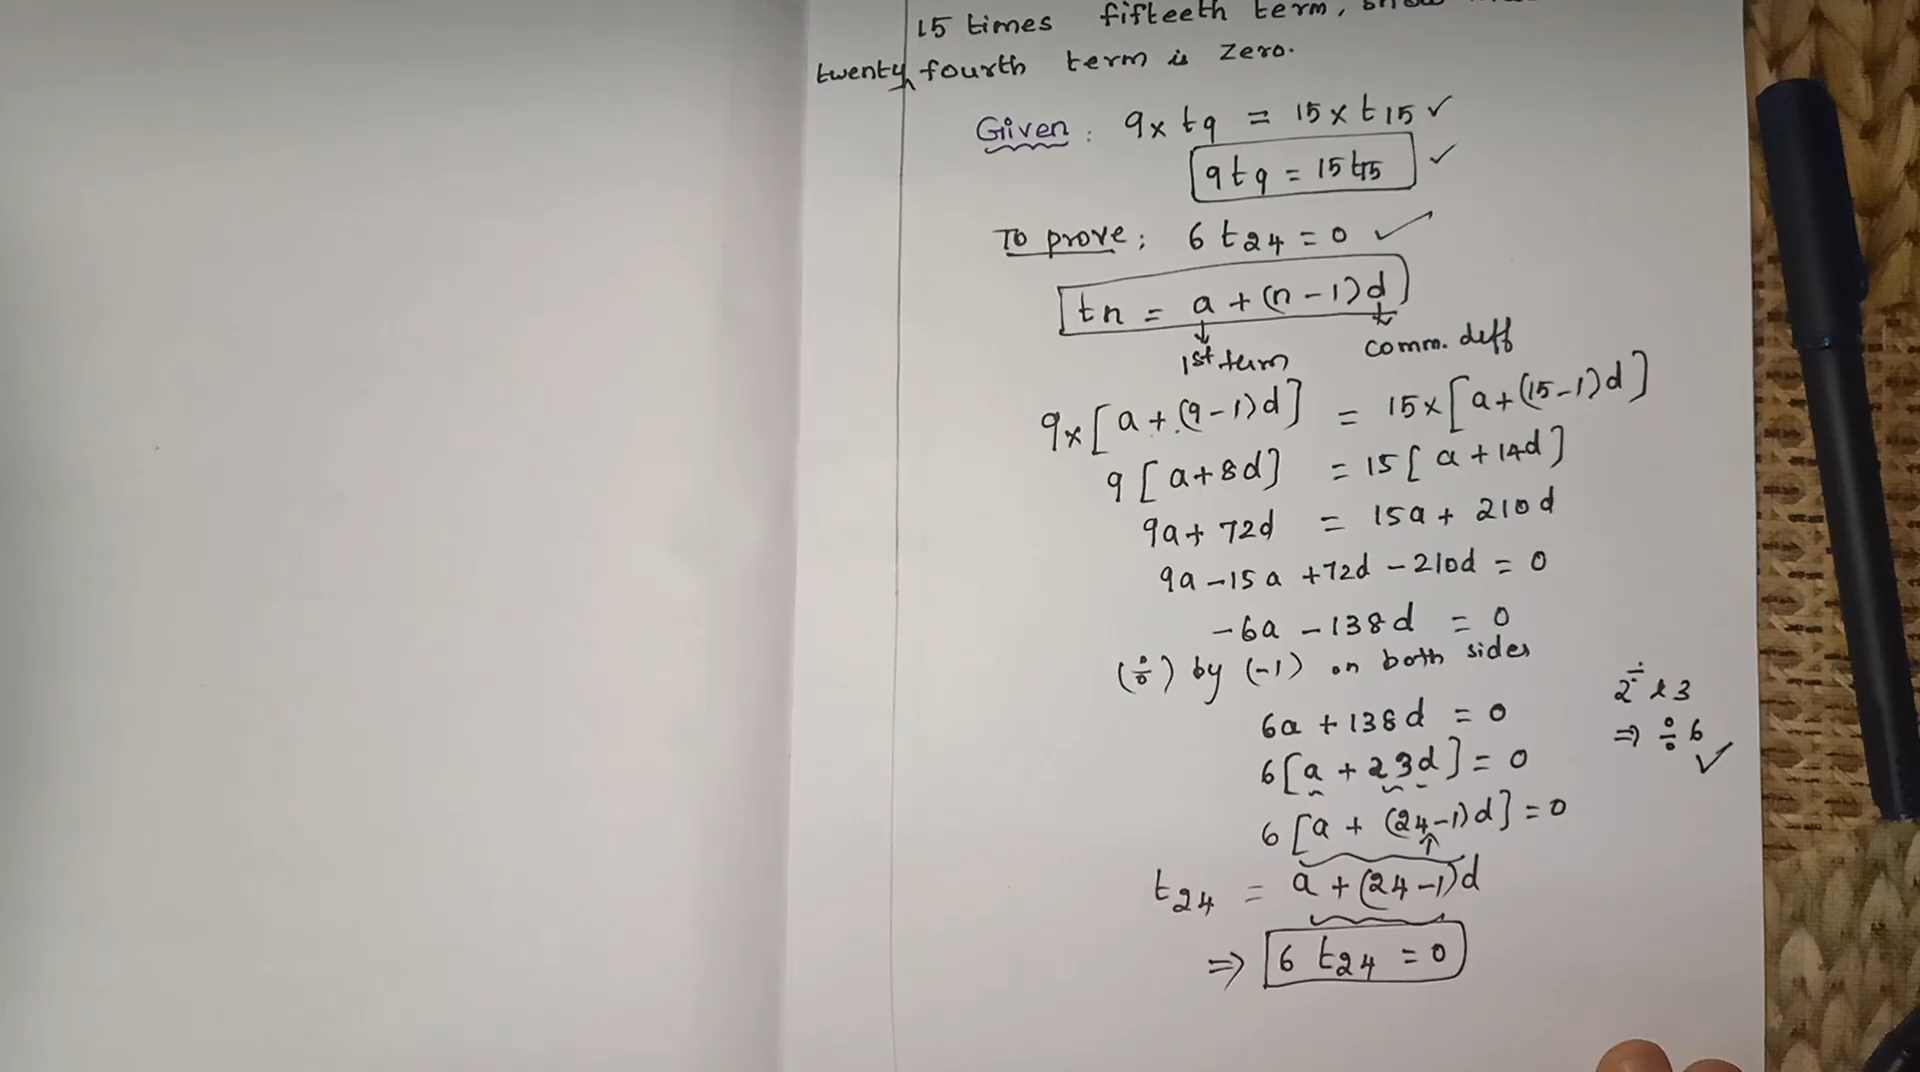 15 times fifteeth term,
twenty fourth term is zero.
Given : 9 x t9 = 15 x t15 ✓
9t9 = 15t15 ✓
To prove : 6 t24 = 0 ✓
tn = a + (n - 1)d
↓ ↓
1st term comm. diff
9x[a + (9 - 1)d] = 15x[a + (15 - 1)d]
9[a + 8d] = 15[a + 14d]
9a + 72d = 15a + 210d
9a - 15a + 72d - 210d = 0
-6a - 138d = 0
(÷) by (-1) on both sides
6a + 138d = 0
2 ÷ & 3
⇒ ÷ 6 ✓
6[a + 23d] = 0
6[a + (24-1)d] = 0
↑
t24 = a + (24-1)d
⇒ 6 t24 = 0